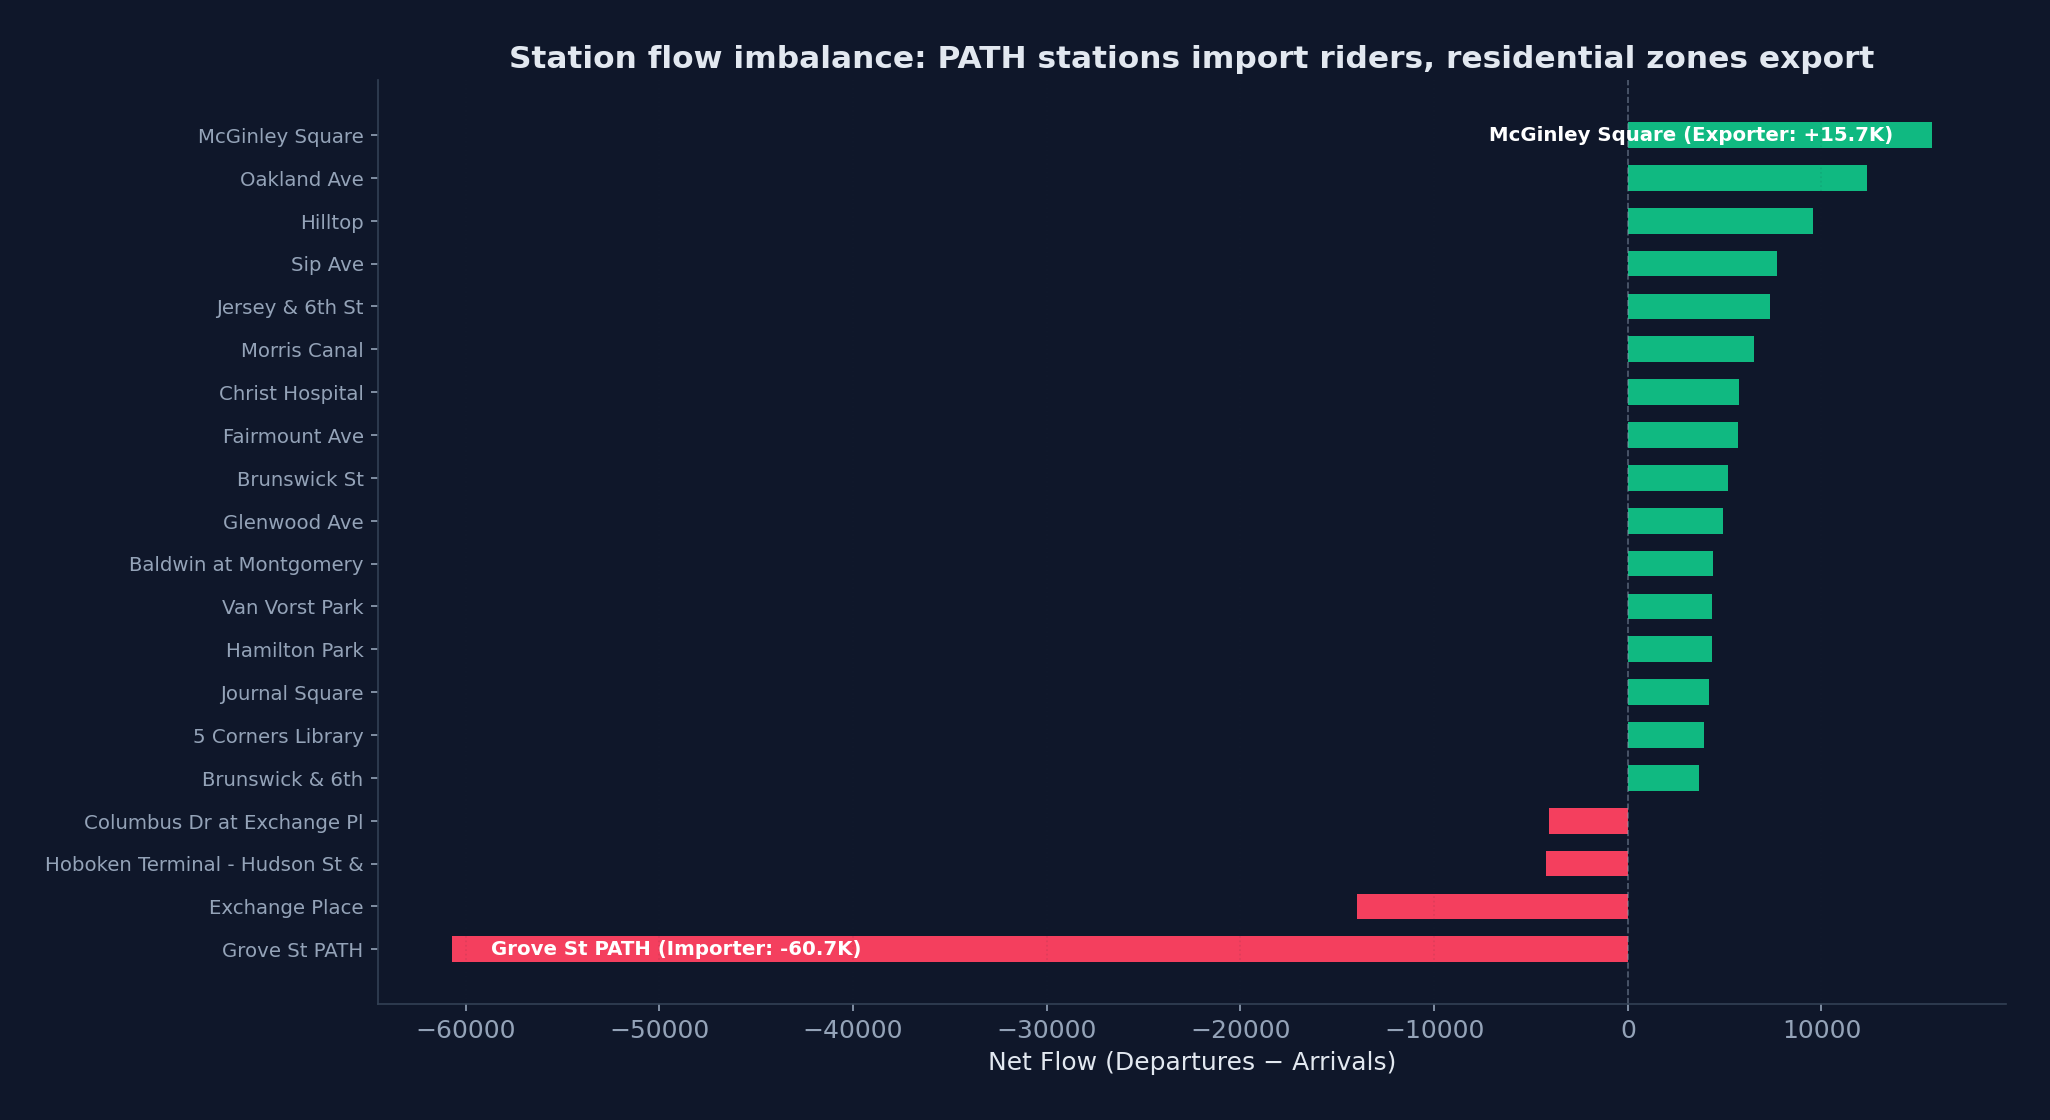 Station flow imbalance: PATH stations import riders, residential zones export
McGinley Square
McGinley Square (Exporter: +15.7K)
Oakland Ave
Hilltop
Sip Ave
Jersey & 6th St
Morris Canal
Christ Hospital
Fairmount Ave
Brunswick St
Glenwood Ave
Baldwin at Montgomery
Van Vorst Park
Hamilton Park
Journal Square
5 Corners Library
Brunswick & 6th
Columbus Dr at Exchange Pl
Hoboken Terminal - Hudson St &
Exchange Place
Grove St PATH
Grove St PATH (Importer: -60.7K)
−60000 −50000 −40000 −30000 −20000 −10000 0 10000
Net Flow (Departures − Arrivals)